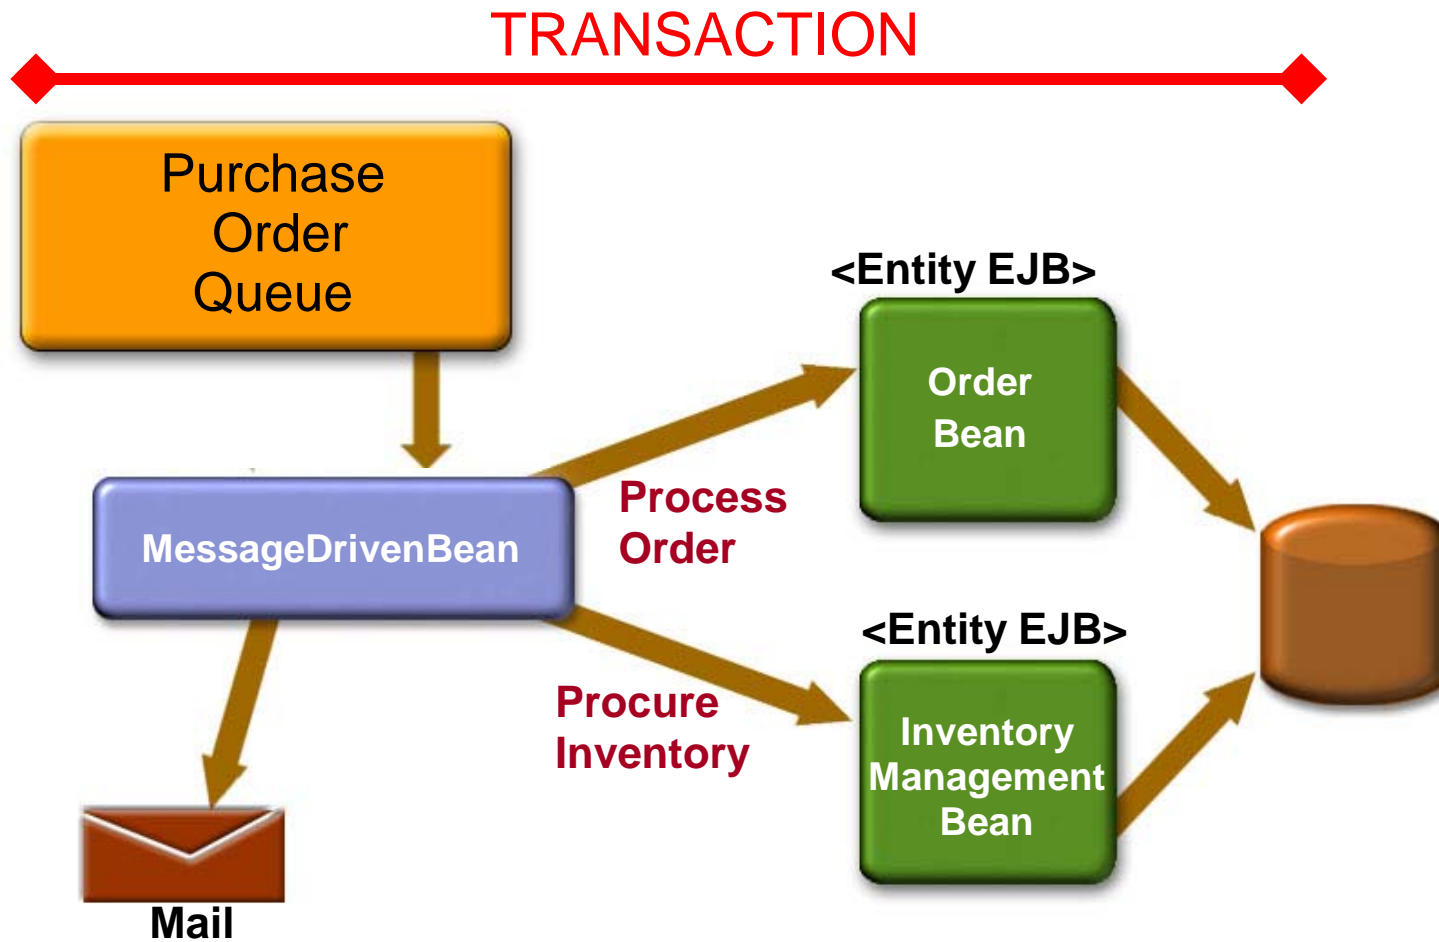 TRANSACTION
Purchase
Order
Queue
<Entity EJB>
Order
Bean
Process
Order
MessageDrivenBean
<Entity EJB>
Procure
Inventory
Inventory
Management
Bean
Mail